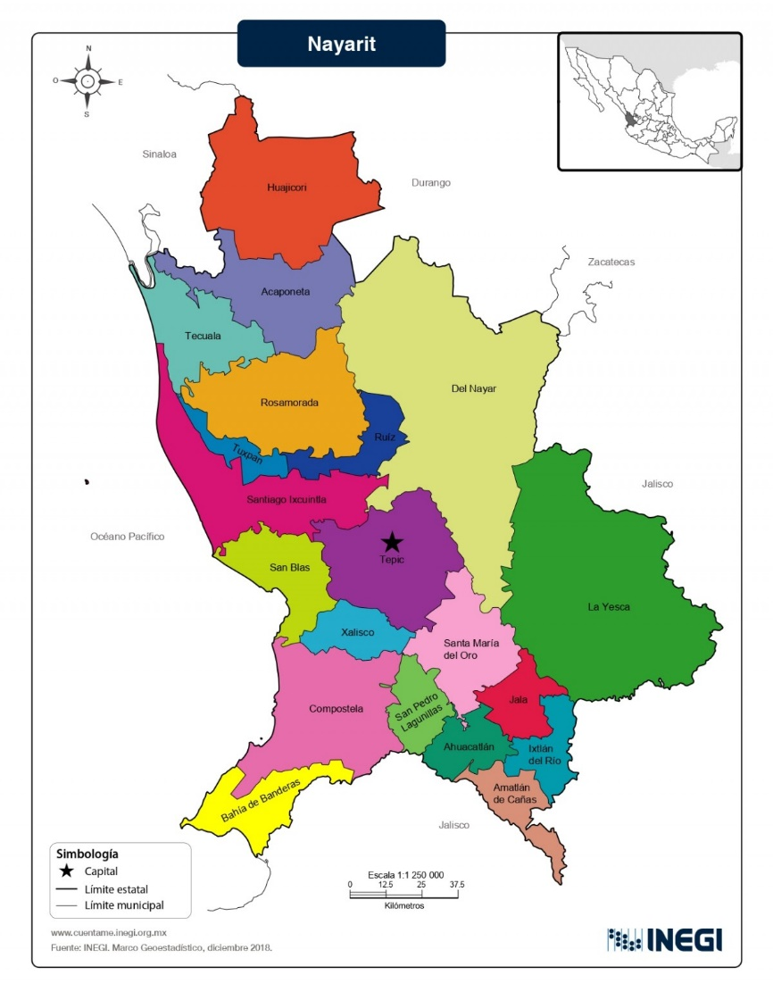 Nayarit
N
O
E
S
Sinaloa
Huajicori
Durango
Zacatecas
Acaponeta
Tecuala
Del Nayar
Rosamorada
Ruíz
Tuxpan
Jalisco
Santiago Ixcuintla
Océano Pacífico
Tepic
San Blas
La Yesca
Xalisco
Santa María
del Oro
Jala
Compostela
San Pedro
Lagunillas
Ahuacatlán
Ixtlán
del Río
Amatlán
de Cañas
Bahía de Banderas
Jalisco
Simbología
Capital
Límite estatal
Límite municipal
Escala 1:1 250 000
0 12.5 25 37.5
Kilómetros
www.cuentame.inegi.org.mx
Fuente: INEGI. Marco Geoestadístico, diciembre 2018.
INEGI